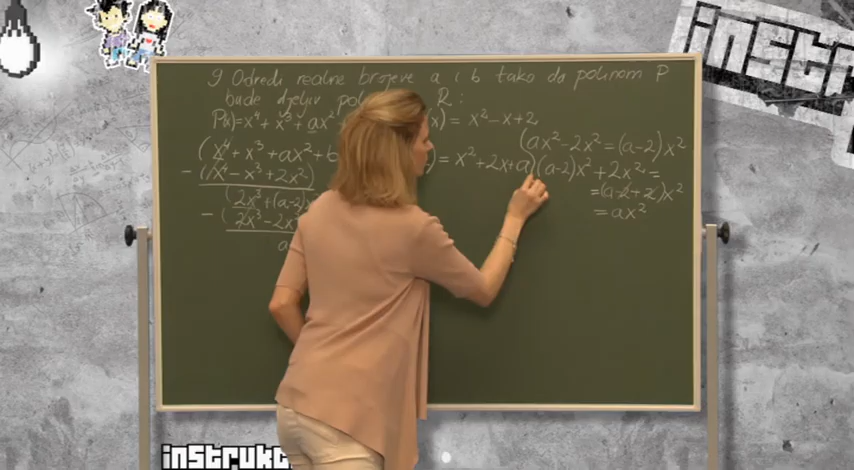 9 Odredi realne brojeve a i b tako da polinom P
bude djeljiv R:
P(x)=x⁴+x³+ax² = x²-x+2
(ax²-2x²=(a-2)x²
(x⁴+x³+ax²+ = x²+2x+a)(a-2)x²+2x²=
-(x⁴-x³+2x²) =(a-2+2)x²
(2x³+(a-2) =ax²
-(2x³-2x
a
instrukt